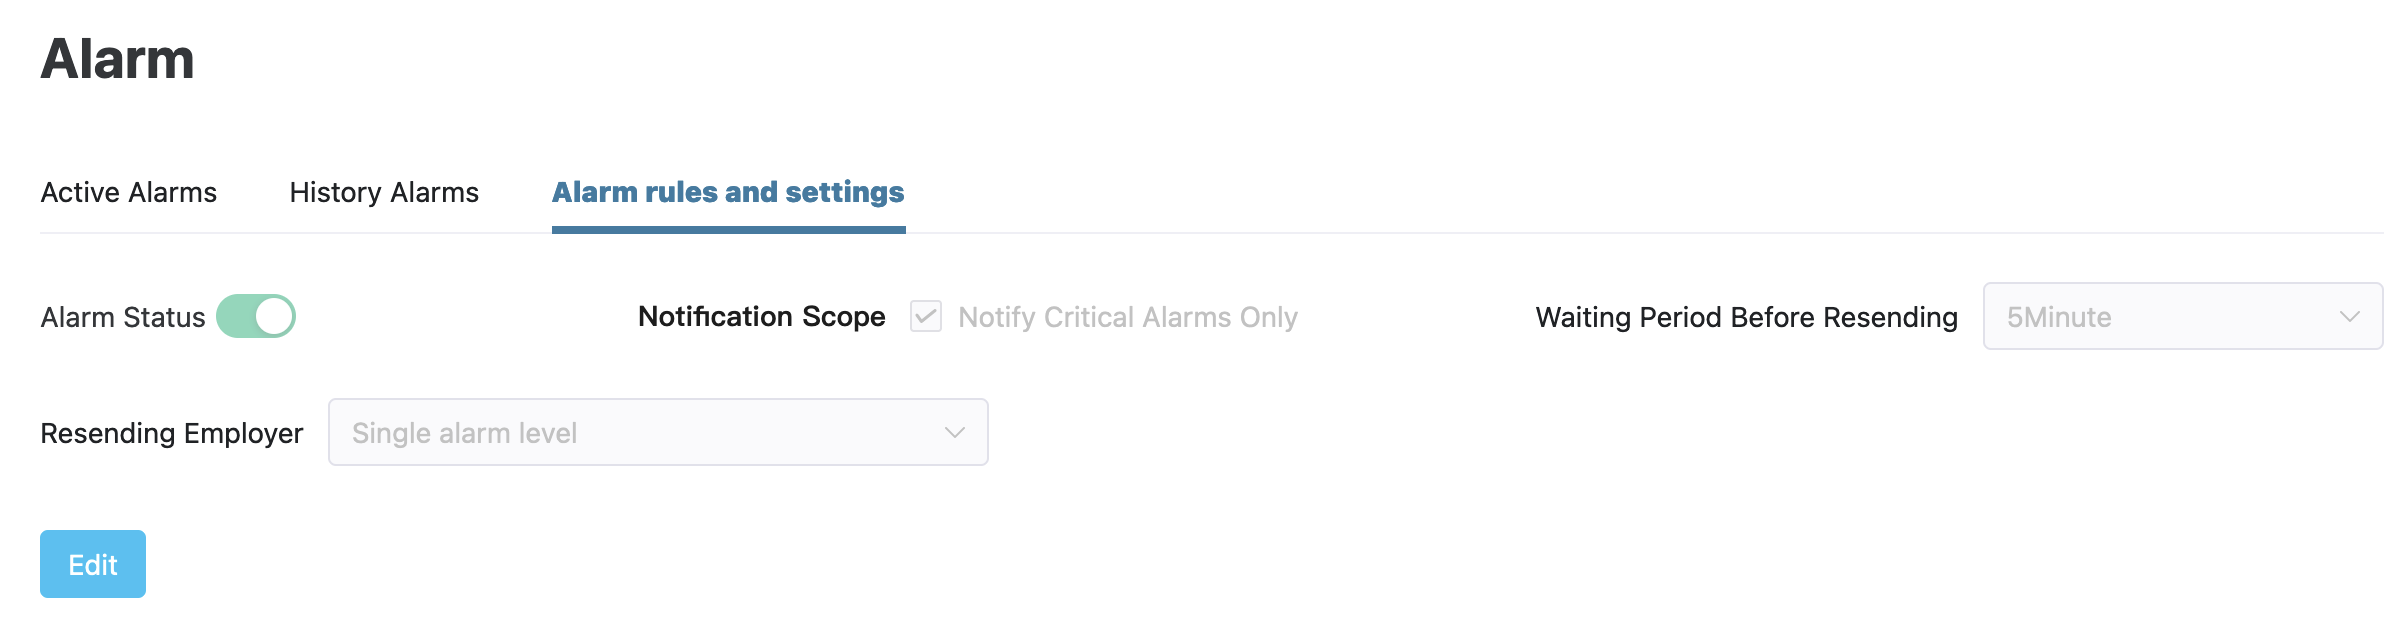 Alarm
Active Alarms History Alarms Alarm rules and settings
Alarm Status Notification Scope Notify Critical Alarms Only Waiting Period Before Resending 5Minute
Resending Employer Single alarm level
Edit